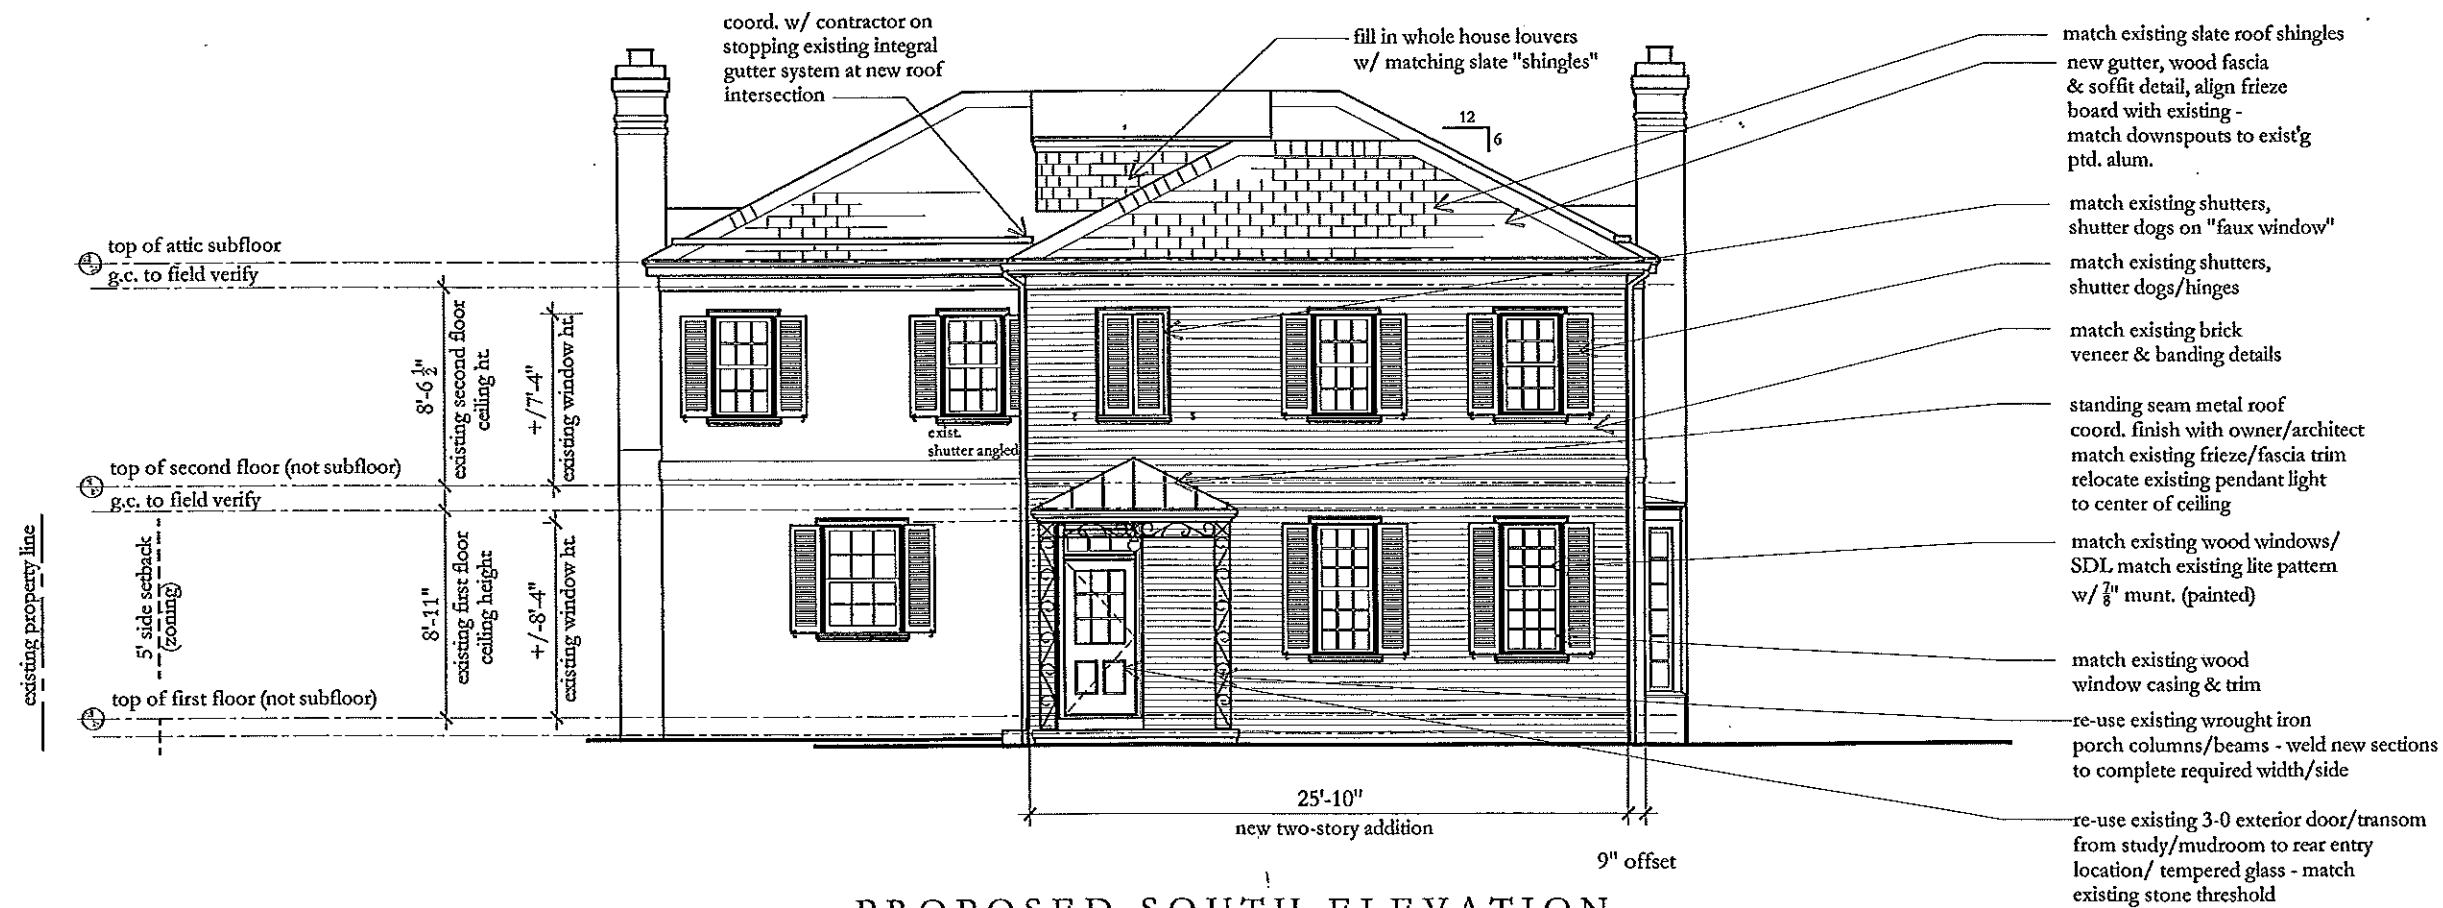 coord. w/ contractor on
stopping existing integral
gutter system at new roof
intersection
fill in whole house louvers
w/ matching slate "shingles"
12
6
match existing slate roof shingles
new gutter, wood fascia
& soffit detail, align frieze
board with existing -
match downspouts to exist'g
ptd. alum.
match existing shutters,
shutter dogs on "faux window"
match existing shutters,
shutter dogs/hinges
match existing brick
veneer & banding details
standing seam metal roof
coord. finish with owner/architect
match existing frieze/fascia trim
relocate existing pendant light
to center of ceiling
match existing wood windows/
SDL match existing lite pattern
w/ 7/8" munt. (painted)
match existing wood
window casing & trim
re-use existing wrought iron
porch columns/beams - weld new sections
to complete required width/side
re-use existing 3-0 exterior door/transom
from study/mudroom to rear entry
location/ tempered glass - match
existing stone threshold
top of attic subfloor
g.c. to field verify
8'-6 1/2"
existing second floor
ceiling ht.
+/7'-4"
existing window ht.
exist.
shutter angled
top of second floor (not subfloor)
g.c. to field verify
existing property line
5' side setback
(zoning)
8'-11"
existing first floor
ceiling height
+/-8'-4"
existing window ht.
top of first floor (not subfloor)
25'-10"
new two-story addition
9" offset
PROPOSED SOUTH ELEVATION